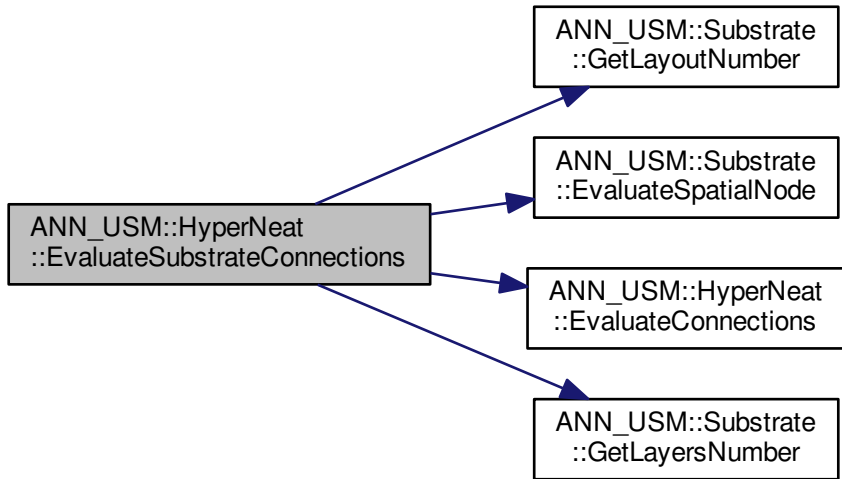 ANN_USM::Substrate
::GetLayoutNumber
ANN_USM::Substrate
::EvaluateSpatialNode
ANN_USM::HyperNeat
::EvaluateSubstrateConnections
ANN_USM::HyperNeat
::EvaluateConnections
ANN_USM::Substrate
::GetLayersNumber